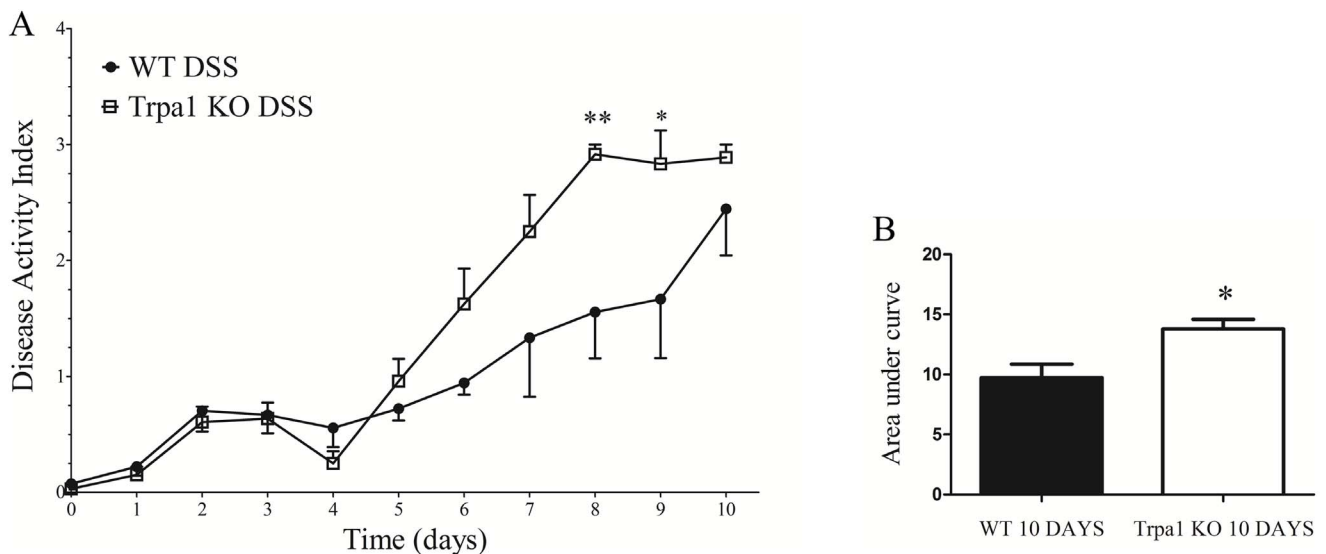 A
Disease Activity Index
4
3
2
1
0
WT DSS
Trpa1 KO DSS
** *
0 1 2 3 4 5 6 7 8 9 10
Time (days)
B
Area under curve
20
15
10
5
0
*
WT 10 DAYS Trpa1 KO 10 DAYS